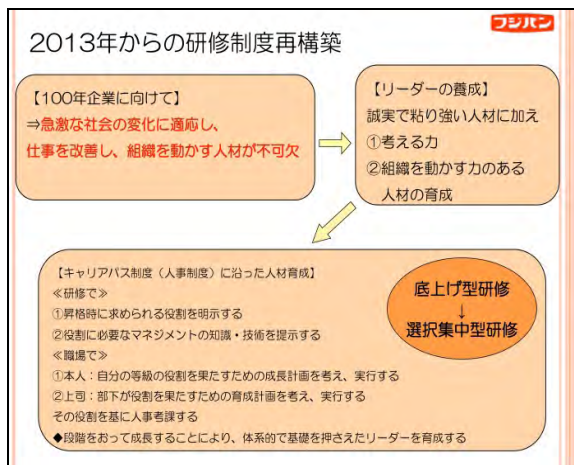 フジパン
2013年からの研修制度再構築
【100年企業に向けて】
⇒急激な社会の変化に適応し、
仕事を改善し、組織を動かす人材が不可欠
【リーダーの養成】
誠実で粘り強い人材に加え
①考える力
②組織を動かす力のある
人材の育成
【キャリアパス制度（人事制度）に沿った人材育成】
≪研修で≫
①昇格時に求められる役割を明示する
②役割に必要なマネジメントの知識・技術を提示する
≪職場で≫
①本人：自分の等級の役割を果たすための成長計画を考え、実行する
②上司：部下が役割を果たすための育成計画を考え、実行する
その役割を基に人事考課する
◆段階をおって成長することにより、体系的で基礎を押さえたリーダーを育成する
底上げ型研修
↓
選択集中型研修